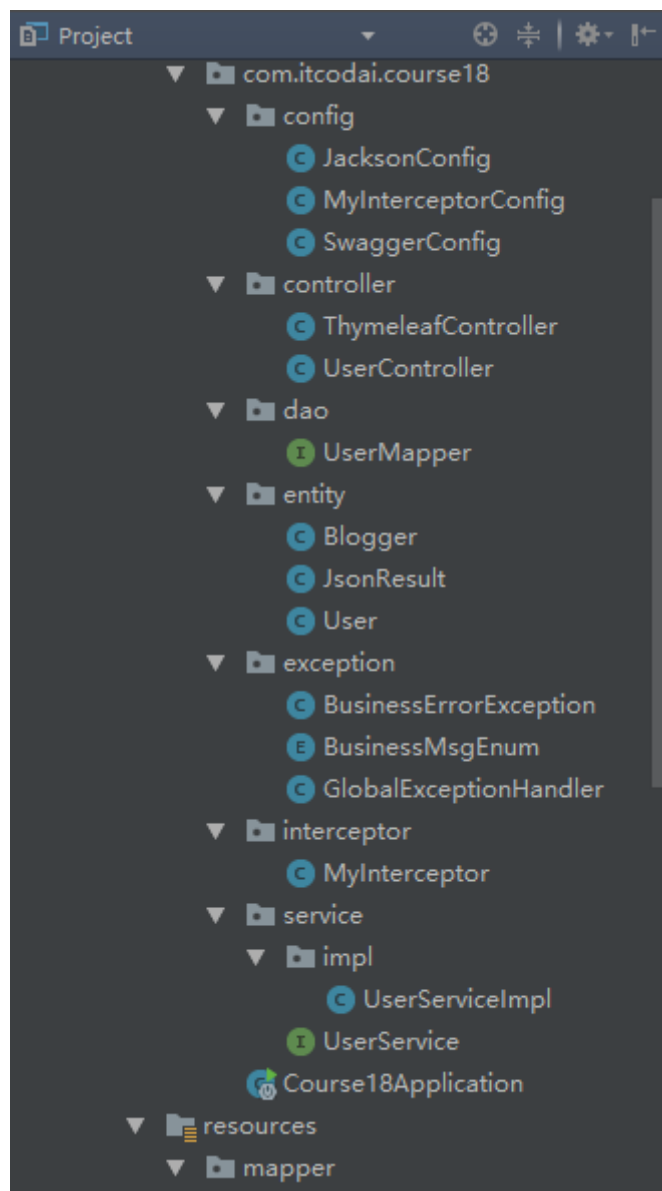 Project
com.itcodai.course18
config
JacksonConfig
MyInterceptorConfig
SwaggerConfig
controller
ThymeleafController
UserController
dao
UserMapper
entity
Blogger
JsonResult
User
exception
BusinessErrorException
BusinessMsgEnum
GlobalExceptionHandler
interceptor
MyInterceptor
service
impl
UserServiceImpl
UserService
Course18Application
resources
mapper